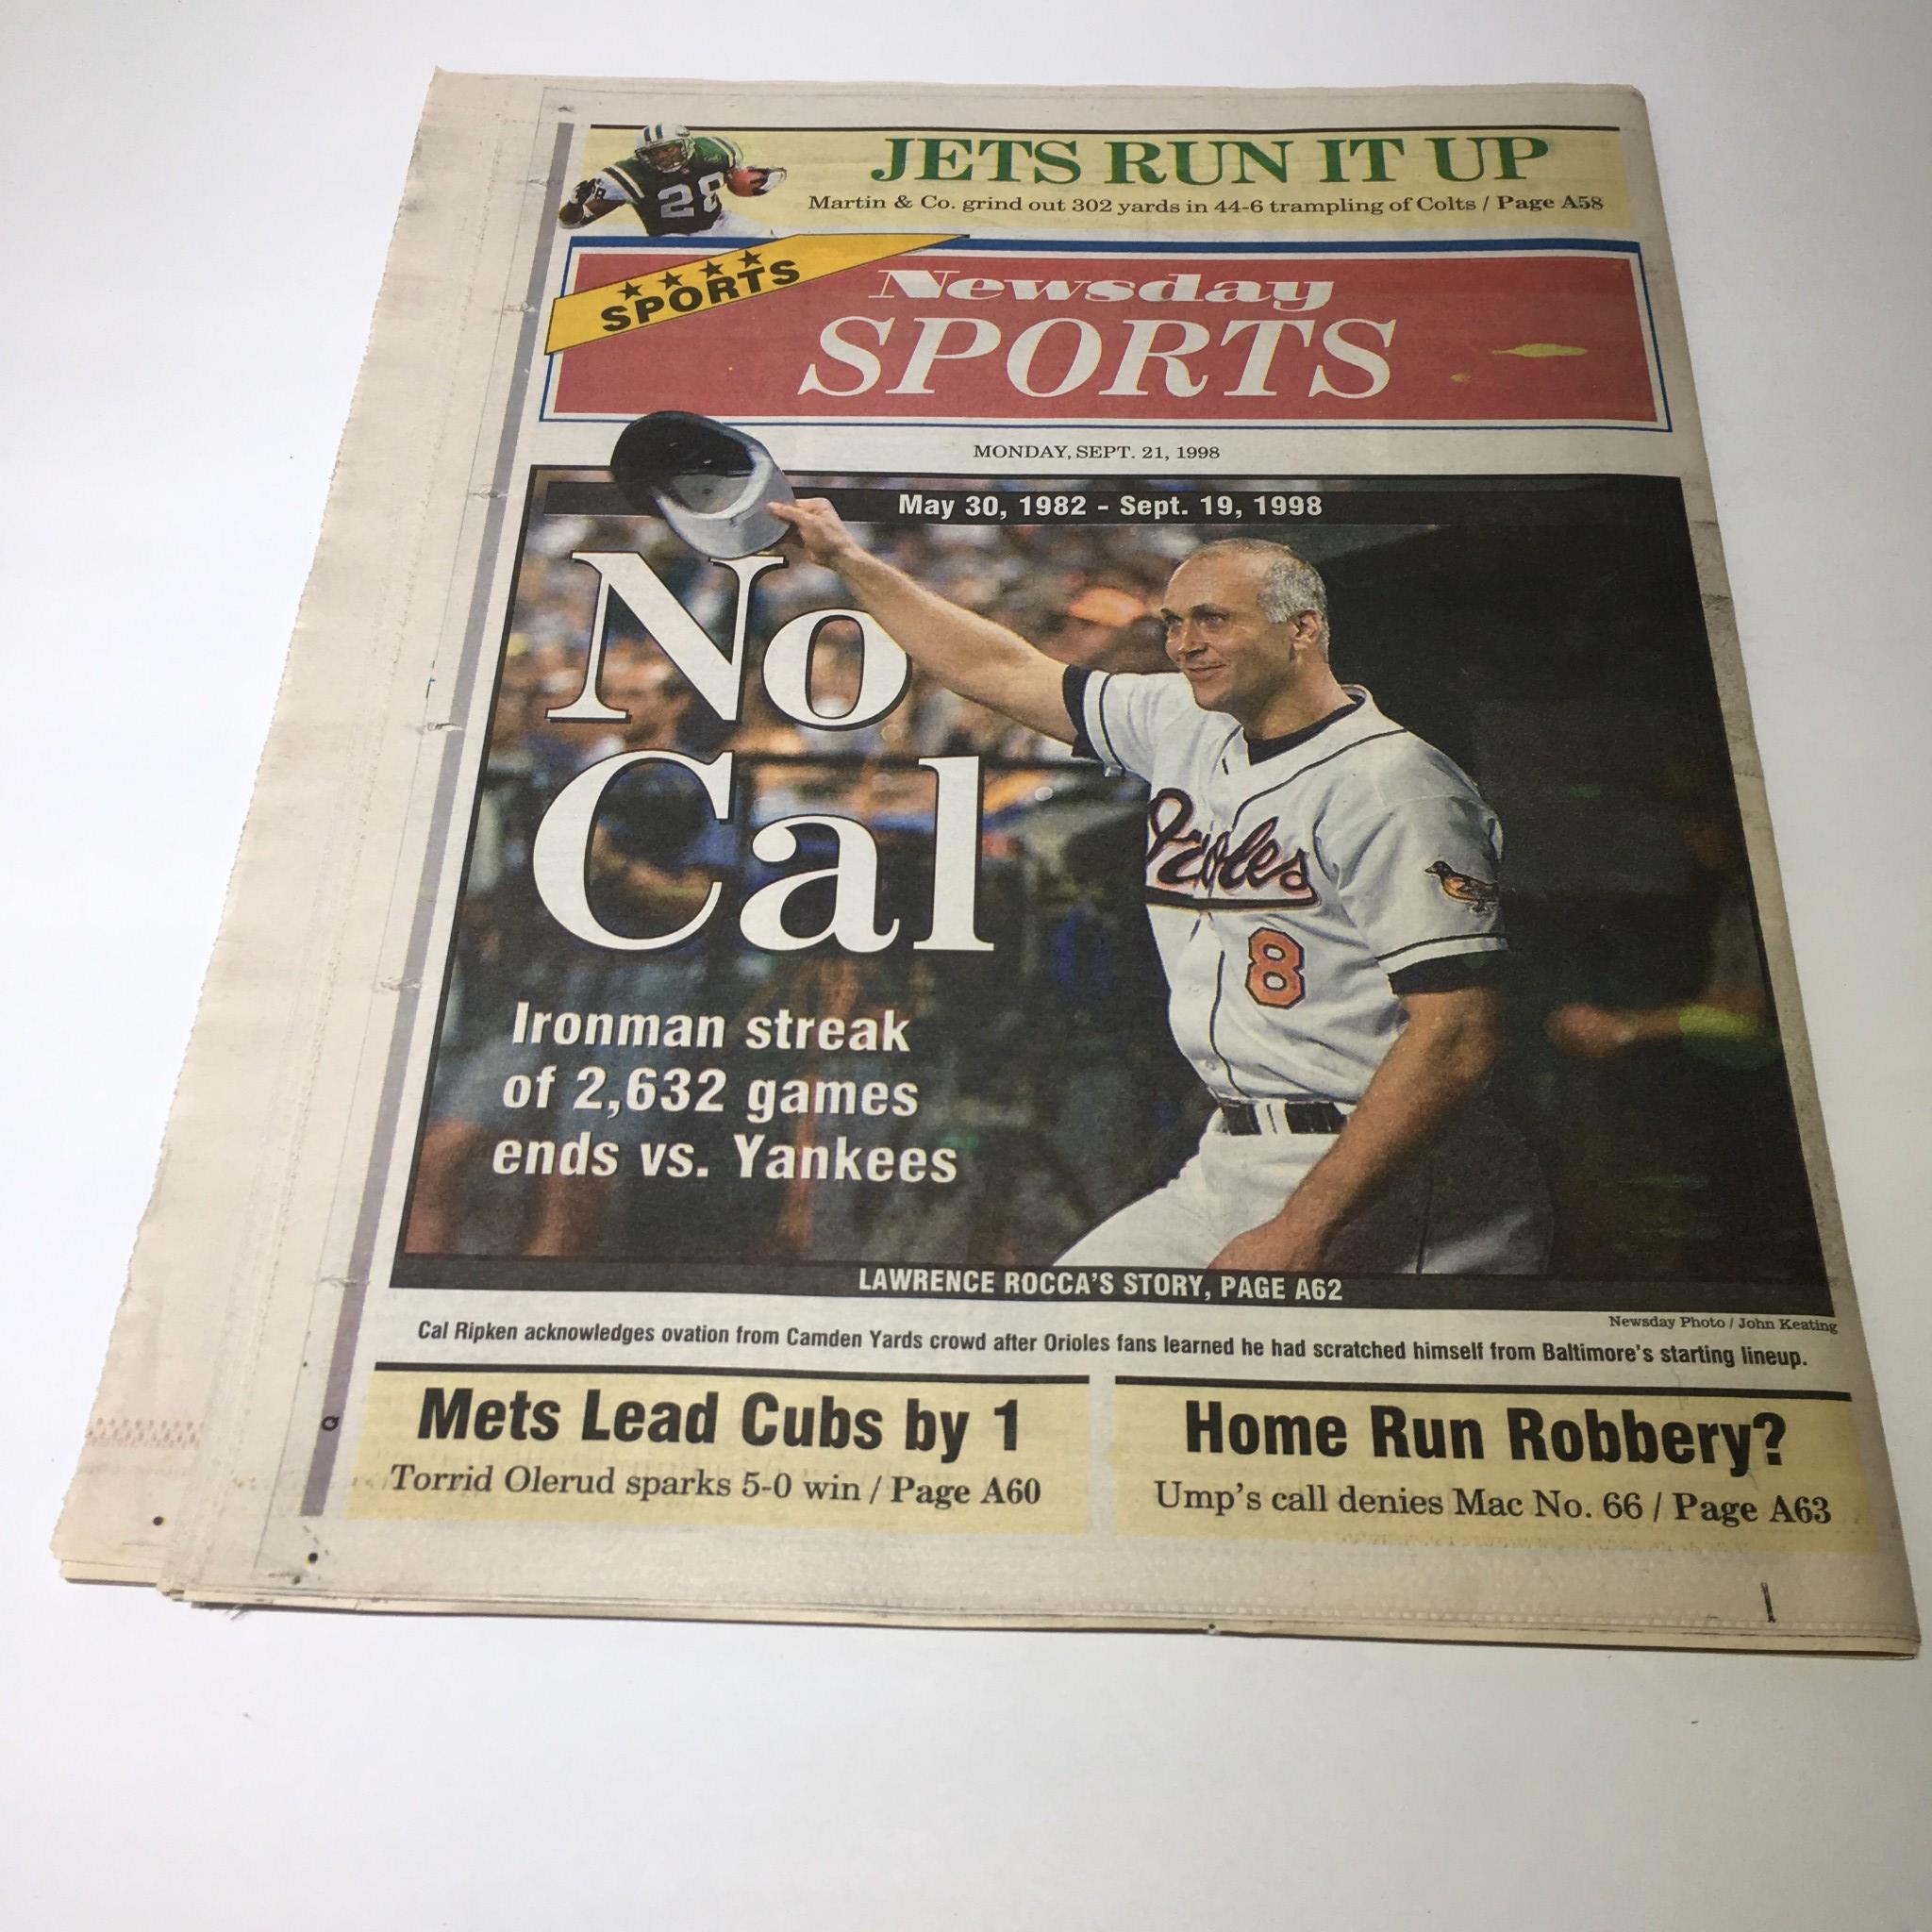 JETS RUN IT UP
Martin & Co. grind out 302 yards in 44-6 trampling of Colts / Page A58
28
SPORTS
Newsday
SPORTS
MONDAY, SEPT. 21, 1998
May 30, 1982 - Sept. 19, 1998
No
Cal
Orioles
8
Ironman streak
of 2,632 games
ends vs. Yankees
LAWRENCE ROCCA'S STORY, PAGE A62
Newsday Photo / John Keating
Cal Ripken acknowledges ovation from Camden Yards crowd after Orioles fans learned he had scratched himself from Baltimore's starting lineup.
Mets Lead Cubs by 1
Torrid Olerud sparks 5-0 win / Page A60
Home Run Robbery?
Ump's call denies Mac No. 66 / Page A63
Q